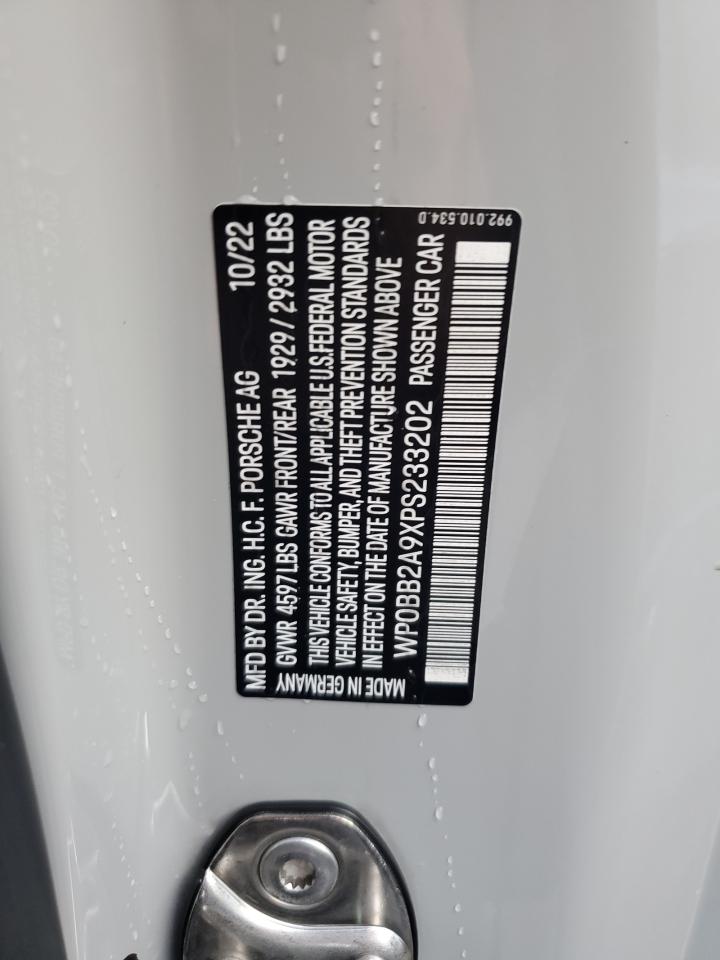 MFD BY DR. ING. H.C. F. PORSCHE AG 10/22
GVWR 4597 LBS GAWR FRONT/REAR 1929 / 2932 LBS
THIS VEHICLE CONFORMS TO ALL APPLICABLE U.S. FEDERAL MOTOR
VEHICLE SAFETY, BUMPER, AND THEFT PREVENTION STANDARDS
IN EFFECT ON THE DATE OF MANUFACTURE SHOWN ABOVE
WP0BB2A9XPS233202 PASSENGER CAR
MADE IN GERMANY
992.010.534.D